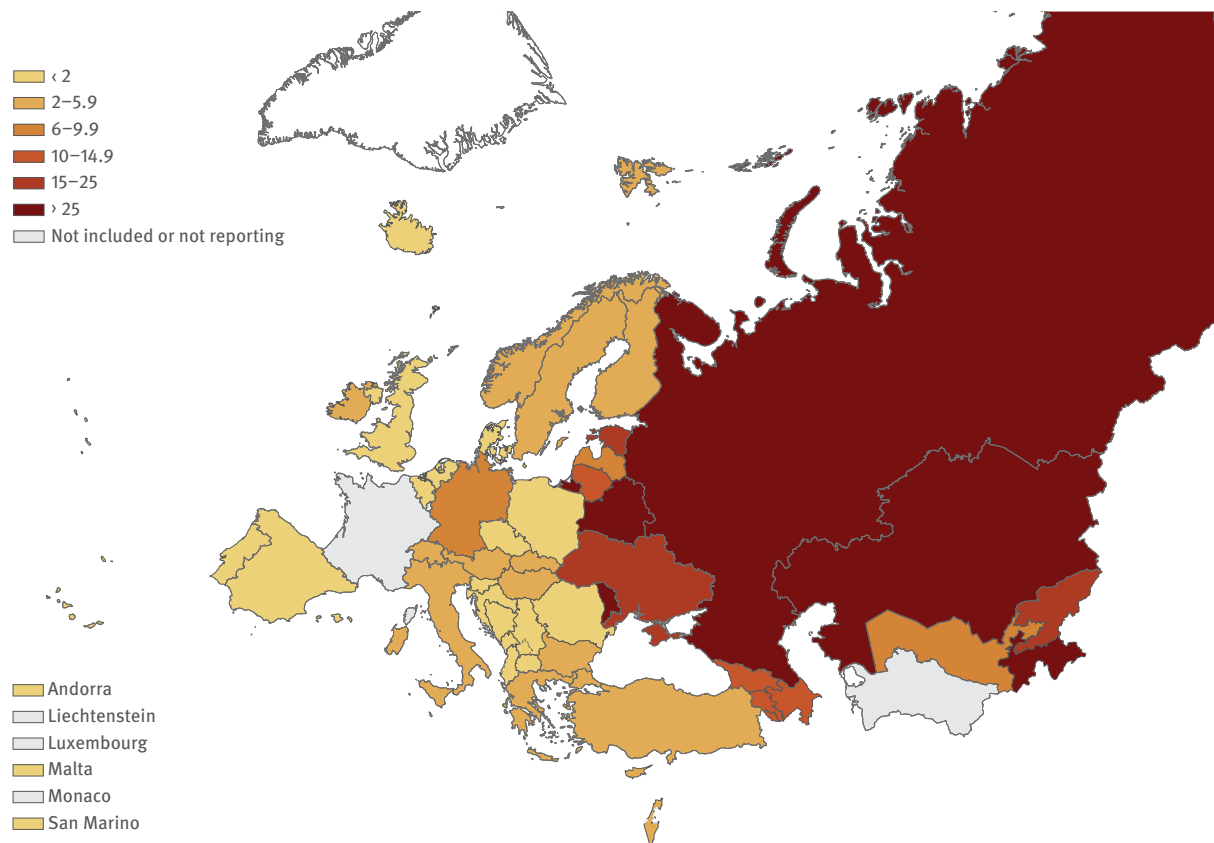 ‹ 2
2–5.9
6–9.9
10–14.9
15–25
› 25
Not included or not reporting
Andorra
Liechtenstein
Luxembourg
Malta
Monaco
San Marino